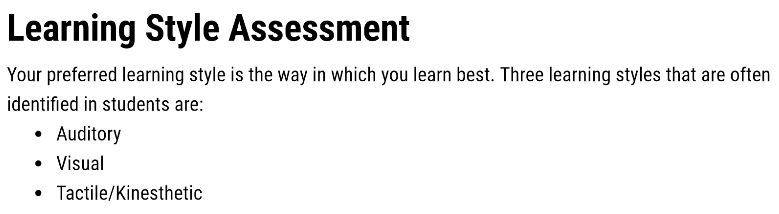 Learning Style Assessment
Your preferred learning style is the way in which you learn best. Three learning styles that are often
identified in students are:
• Auditory
• Visual
• Tactile/Kinesthetic